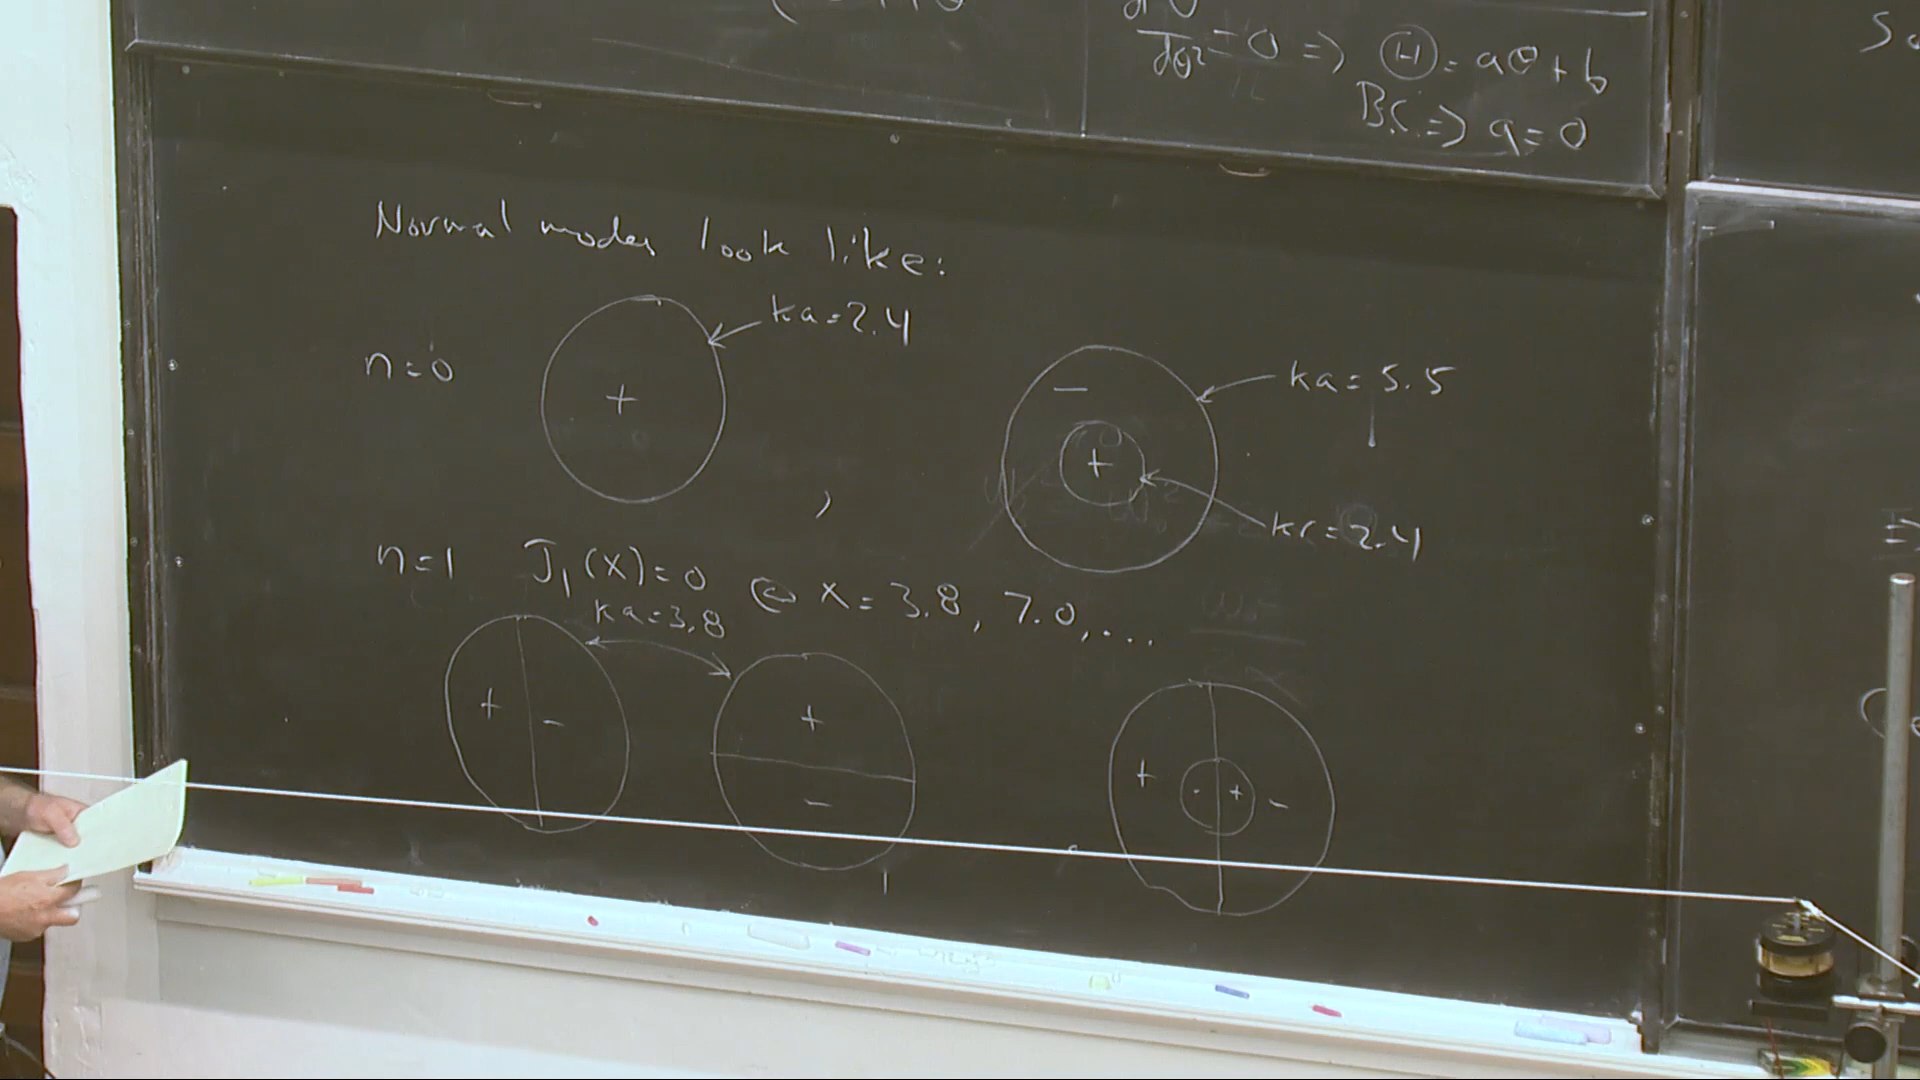 = 0 => Ⓗ = aθ + b
dθ²
B.C. => a = 0
Normal modes look like:
ka = 2.4
n = 0
+
ka = 5.5
−
+
kr = 2.4
,
n = 1 J₁(x) = 0 @ x = 3.8, 7.0, ...
ka = 3.8
+ −
+
−
+ - + −